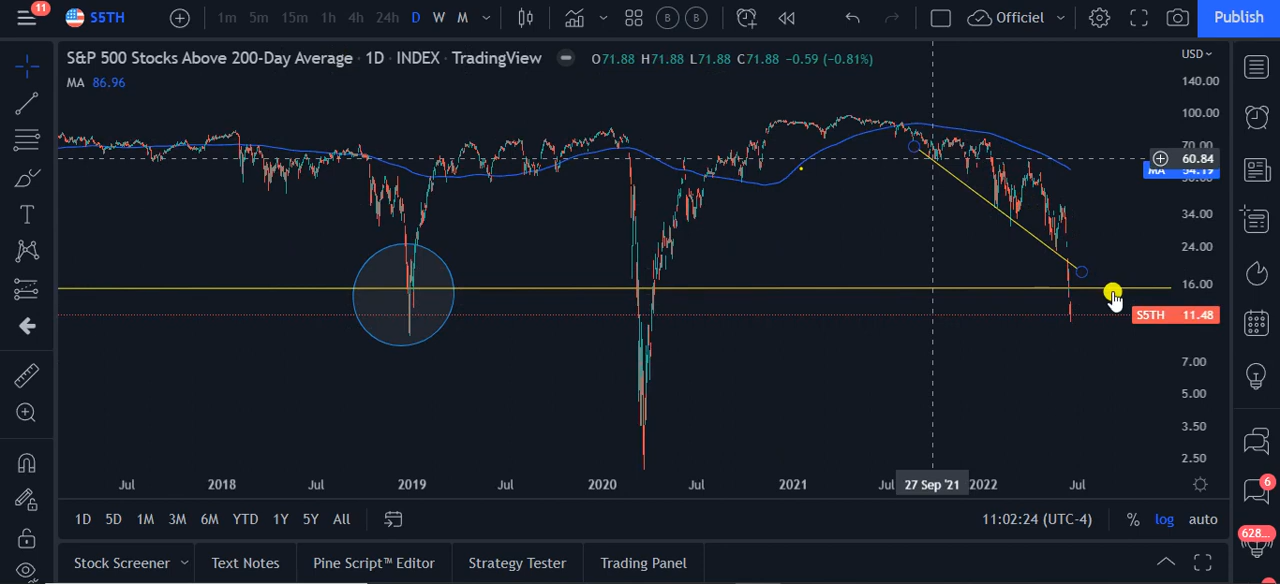 11 S5TH 1m 5m 15m 1h 4h 24h D W M B B Officiel Publish
S&P 500 Stocks Above 200-Day Average · 1D · INDEX · TradingView O71.88 H71.88 L71.88 C71.88 −0.59 (−0.81%) USD
MA 86.96
140.00
100.00
70.00
60.84
MA 54.19
34.00
24.00
16.00
S5TH 11.48
7.00
5.00
3.50
2.50
Jul 2018 Jul 2019 Jul 2020 Jul 2021 Jul 27 Sep '21 2022 Jul
1D 5D 1M 3M 6M YTD 1Y 5Y All 11:02:24 (UTC-4) % log auto
6
628...
Stock Screener Text Notes Pine Script™ Editor Strategy Tester Trading Panel